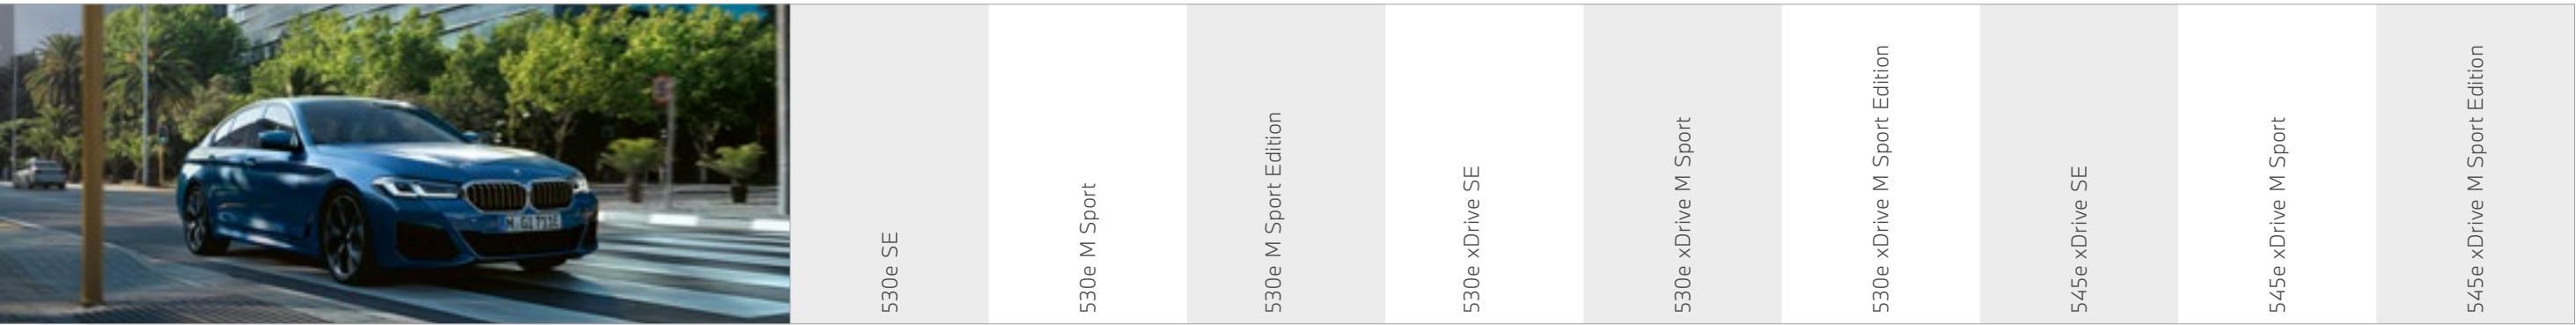 530e SE
530e M Sport
530e M Sport Edition
530e xDrive SE
530e xDrive M Sport
530e xDrive M Sport Edition
545e xDrive SE
545e xDrive M Sport
545e xDrive M Sport Edition